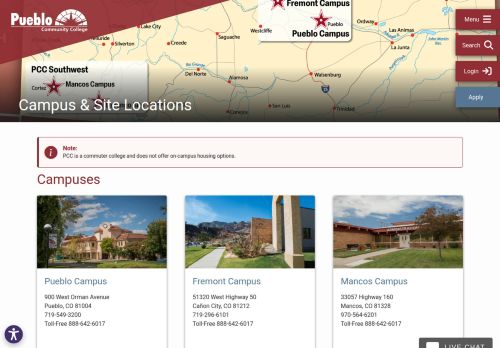 Pueblo
Community College
Fremont Campus
Westcliffe
Pueblo
Pueblo Campus
Ordway
Las Animas
La Junta
John Martin Res.
Silverton
Creede
Saguache
PCC Southwest
Mancos Campus
Cortez
Del Norte
Alamosa
Walsenburg
25
San Luis
Trinidad
Conejos
Menu
Search
Login
Apply
Campus & Site Locations
Note:
PCC is a commuter college and does not offer on-campus housing options.
Campuses
Pueblo Campus
900 West Orman Avenue
Pueblo, CO 81004
719-549-3200
Toll-Free 888-642-6017
Fremont Campus
51320 West Highway 50
Cañon City, CO 81212
719-296-6101
Toll-Free 888-642-6017
Mancos Campus
33057 Highway 160
Mancos, CO 81328
970-564-6201
Toll-Free 888-642-6017
LIVE CHAT